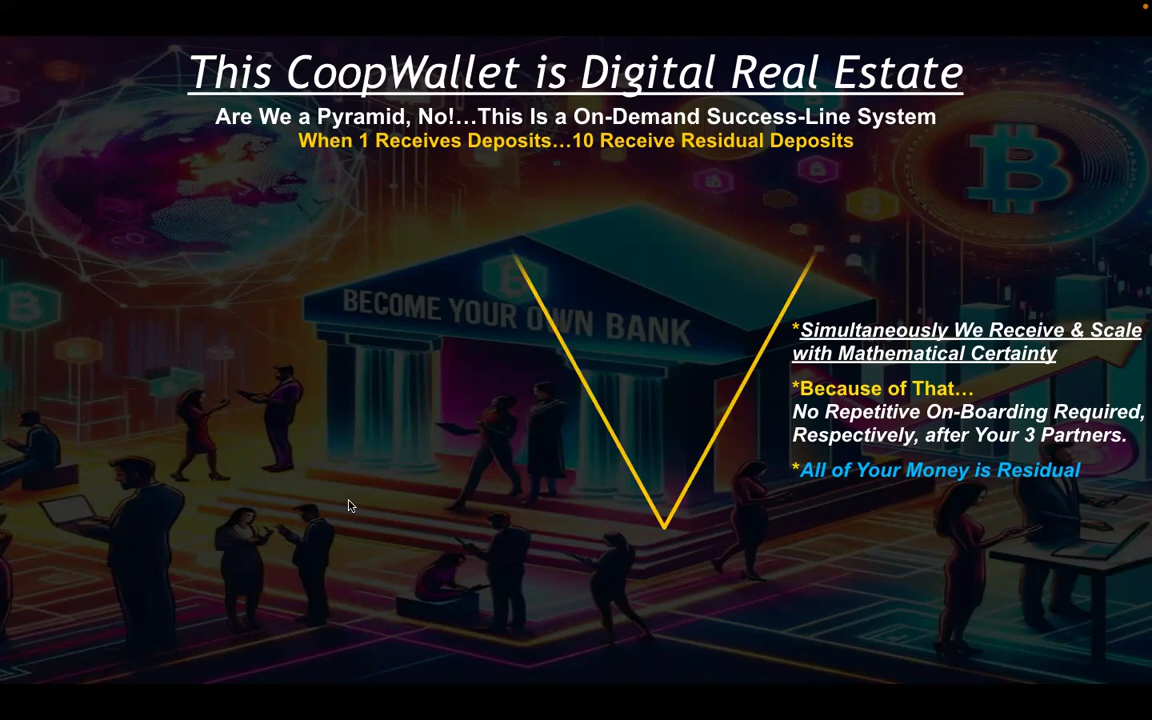 This CoopWallet is Digital Real Estate
Are We a Pyramid, No!...This Is a On-Demand Success-Line System
When 1 Receives Deposits...10 Receive Residual Deposits
BECOME YOUR OWN BANK
*Simultaneously We Receive & Scale
with Mathematical Certainty
*Because of That...
No Repetitive On-Boarding Required,
Respectively, after Your 3 Partners.
*All of Your Money is Residual